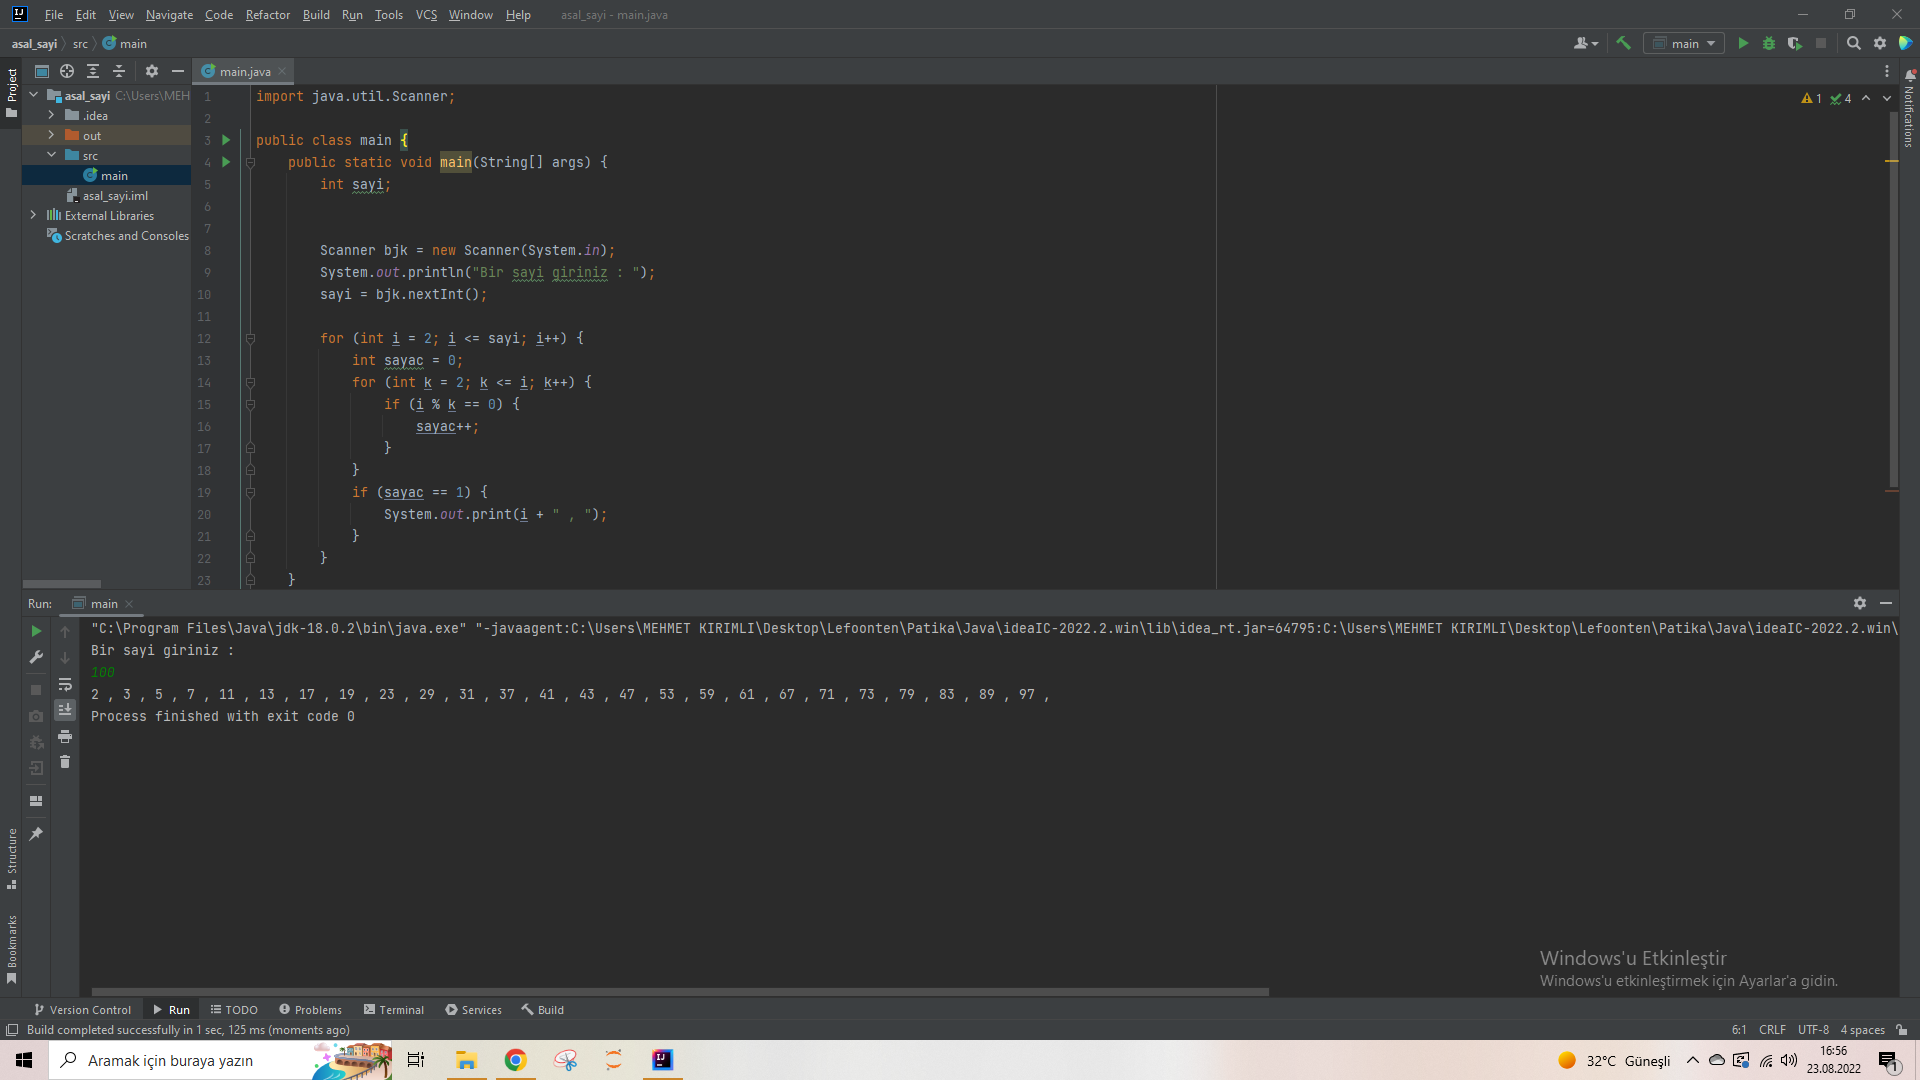 File Edit View Navigate Code Refactor Build Run Tools VCS Window Help asal_sayi - main.java
asal_sayi src main
main
Project
asal_sayi C:\Users\MEH
.idea
out
src
main
asal_sayi.iml
External Libraries
Scratches and Consoles
main.java
1 4
Notifications
1 import java.util.Scanner;
2
3 public class main {
4 public static void main(String[] args) {
5 int sayi;
6
7
8 Scanner bjk = new Scanner(System.in);
9 System.out.println("Bir sayi giriniz : ");
10 sayi = bjk.nextInt();
11
12 for (int i = 2; i <= sayi; i++) {
13 int sayac = 0;
14 for (int k = 2; k <= i; k++) {
15 if (i % k == 0) {
16 sayac++;
17 }
18 }
19 if (sayac == 1) {
20 System.out.print(i + " , ");
21 }
22 }
23 }
Run: main
"C:\Program Files\Java\jdk-18.0.2\bin\java.exe" "-javaagent:C:\Users\MEHMET KIRIMLI\Desktop\Lefoonten\Patika\Java\ideaIC-2022.2.win\lib\idea_rt.jar=64795:C:\Users\MEHMET KIRIMLI\Desktop\Lefoonten\Patika\Java\ideaIC-2022.2.win\
Bir sayi giriniz :
100
2 , 3 , 5 , 7 , 11 , 13 , 17 , 19 , 23 , 29 , 31 , 37 , 41 , 43 , 47 , 53 , 59 , 61 , 67 , 71 , 73 , 79 , 83 , 89 , 97 ,
Process finished with exit code 0
Structure
Bookmarks
Windows'u Etkinleştir
Windows'u etkinleştirmek için Ayarlar'a gidin.
Version Control Run TODO Problems Terminal Services Build
Build completed successfully in 1 sec, 125 ms (moments ago)
6:1 CRLF UTF-8 4 spaces
Aramak için buraya yazın
32°C Güneşli
16:56
23.08.2022
1